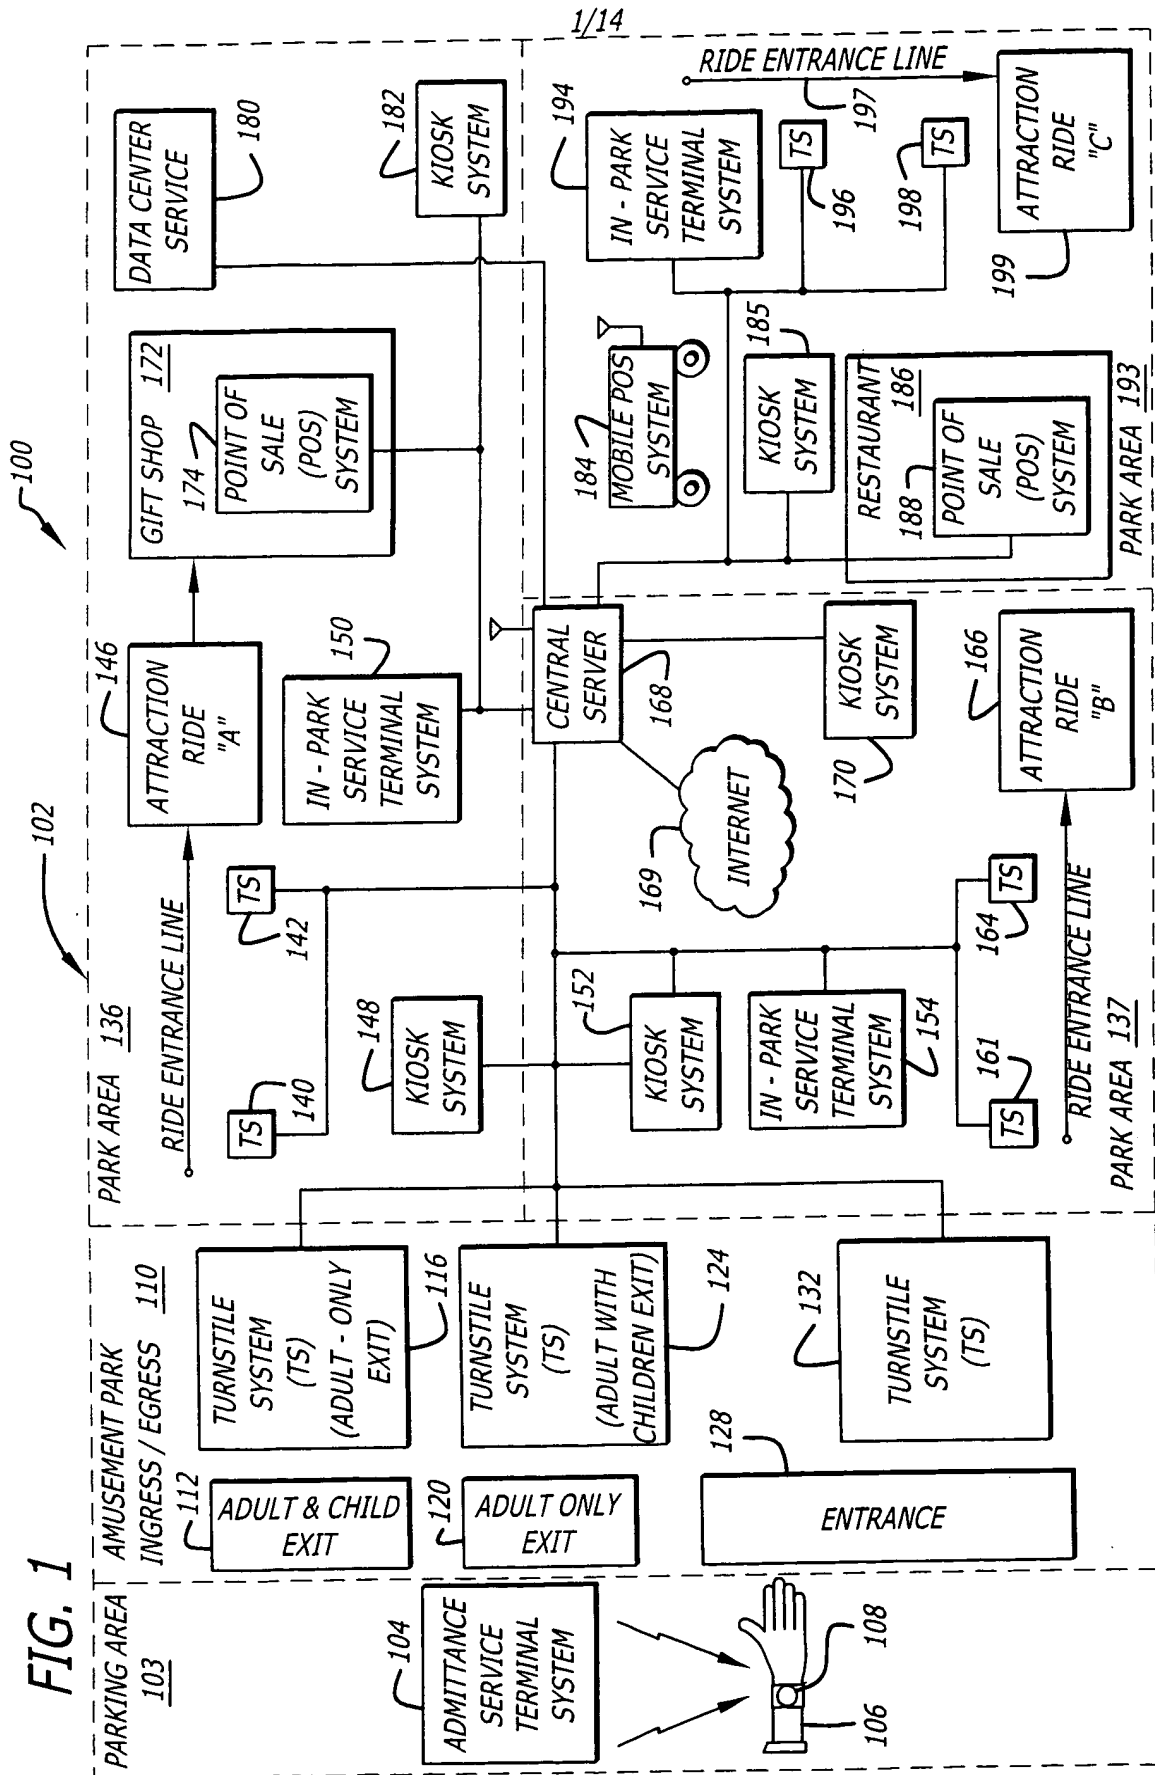 1/14
FIG. 1
100
102
PARKING AREA
103
104
ADMITTANCE
SERVICE
TERMINAL
SYSTEM
108
106
AMUSEMENT PARK
INGRESS / EGRESS 110
112
ADULT & CHILD
EXIT
120
ADULT ONLY
EXIT
128
ENTRANCE
TURNSTILE
SYSTEM
(TS)
(ADULT - ONLY
EXIT)
116
TURNSTILE
SYSTEM
(TS)
(ADULT WITH
CHILDREN EXIT)
124
132
TURNSTILE
SYSTEM
(TS)
PARK AREA 136
RIDE ENTRANCE LINE
TS
140
TS
142
146
ATTRACTION
RIDE
"A"
148
KIOSK
SYSTEM
150
IN - PARK
SERVICE
TERMINAL
SYSTEM
GIFT SHOP 172
174
POINT OF
SALE
(POS)
SYSTEM
DATA CENTER
SERVICE
180
182
KIOSK
SYSTEM
CENTRAL
SERVER
168
169
INTERNET
KIOSK
SYSTEM
170
152
KIOSK
SYSTEM
IN - PARK
SERVICE
TERMINAL
SYSTEM
154
161
TS
164
TS
RIDE ENTRANCE LINE
166
ATTRACTION
RIDE
"B"
PARK AREA 137
184
MOBILE POS
SYSTEM
185
KIOSK
SYSTEM
RESTAURANT
186
188
POINT OF
SALE
(POS)
SYSTEM
194
IN - PARK
SERVICE
TERMINAL
SYSTEM
TS
196
TS
198
RIDE ENTRANCE LINE
197
ATTRACTION
RIDE
"C"
199
PARK AREA 193